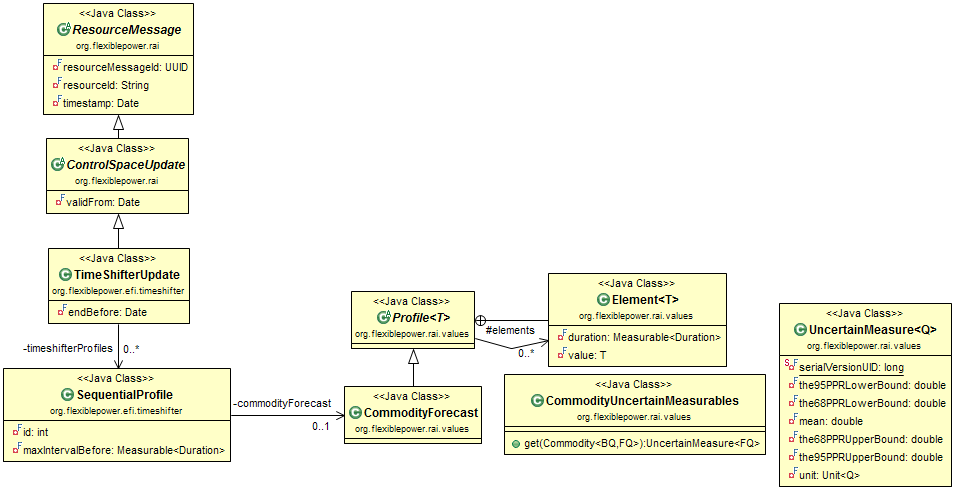 <<Java Class>>
ResourceMessage
org.flexiblepower.rai
resourceMessageId: UUID
resourceId: String
timestamp: Date
<<Java Class>>
ControlSpaceUpdate
org.flexiblepower.rai
validFrom: Date
<<Java Class>>
TimeShifterUpdate
org.flexiblepower.efi.timeshifter
endBefore: Date
-timeshifterProfiles
0..*
<<Java Class>>
SequentialProfile
org.flexiblepower.efi.timeshifter
id: int
maxIntervalBefore: Measurable<Duration>
-commodityForecast
0..1
<<Java Class>>
Profile<T>
org.flexiblepower.rai.values
#elements
0..*
<<Java Class>>
CommodityForecast
org.flexiblepower.rai.values
<<Java Class>>
Element<T>
org.flexiblepower.rai.values
duration: Measurable<Duration>
value: T
<<Java Class>>
CommodityUncertainMeasurables
org.flexiblepower.rai.values
get(Commodity<BQ,FQ>):UncertainMeasure<FQ>
<<Java Class>>
UncertainMeasure<Q>
org.flexiblepower.rai.values
serialVersionUID: long
the95PPRLowerBound: double
the68PPRLowerBound: double
mean: double
the68PPRUpperBound: double
the95PPRUpperBound: double
unit: Unit<Q>